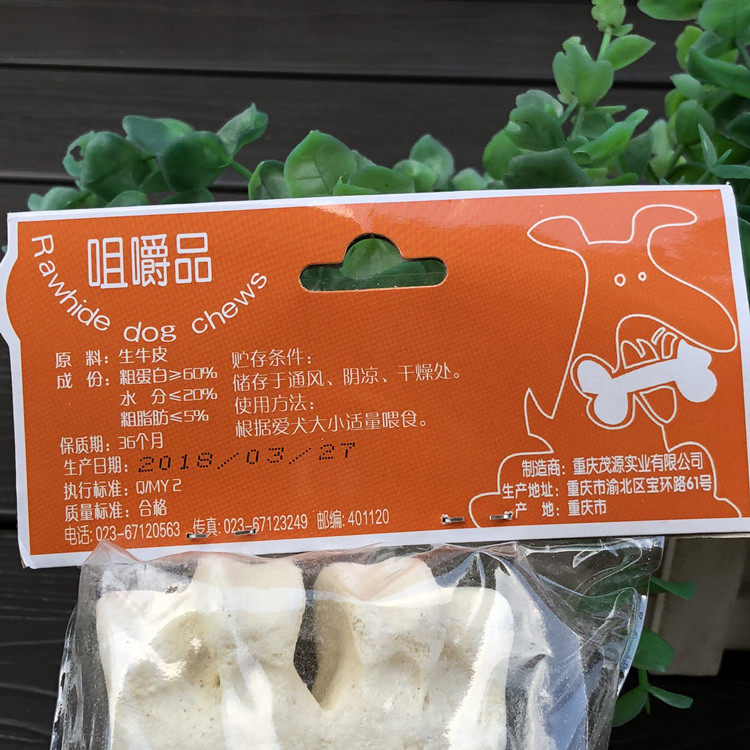 咀嚼品
Rawhide dog chews
原 料：生牛皮
成 份：粗蛋白≥60%
水 分≤20%
粗脂肪≤5%
保质期：36个月
生产日期：2018/03/27
执行标准：Q/MY 2
质量标准：合格
电话：023-67120563 传真：023-67123249 邮编：401120
贮存条件：
储存于通风、阴凉、干燥处。
使用方法：
根据爱犬大小适量喂食。
制造商：重庆茂源实业有限公司
生产地址：重庆市渝北区宝环路61号
产 地：重庆市